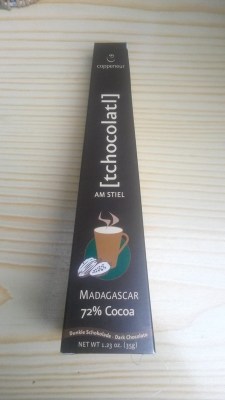 coppeneur
[tchocolatl]
AM STIEL
MADAGASCAR
72% Cocoa
Dunkle Schokolade · Dark Chocolate
NET WT 1.23 oz. (35g)